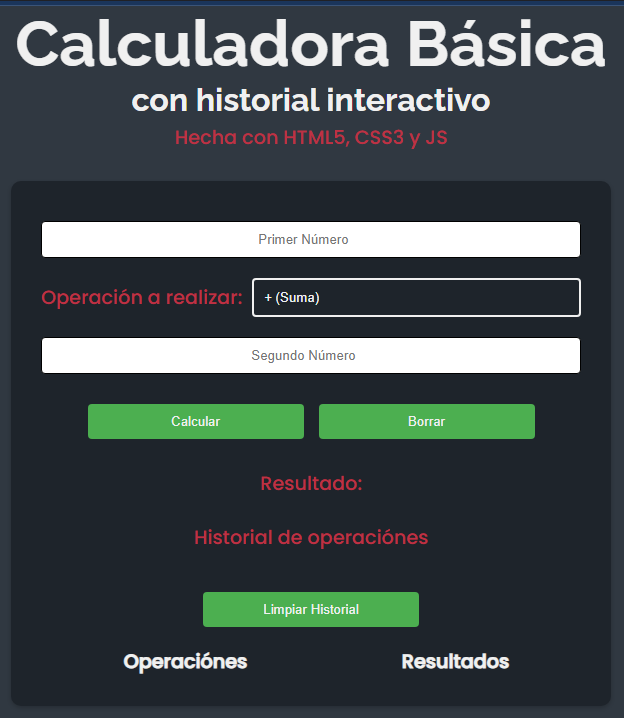 Calculadora Básica
con historial interactivo
Hecha con HTML5, CSS3 y JS
Primer Número
Operación a realizar: + (Suma)
Segundo Número
Calcular Borrar
Resultado:
Historial de operaciónes
Limpiar Historial
Operaciónes Resultados